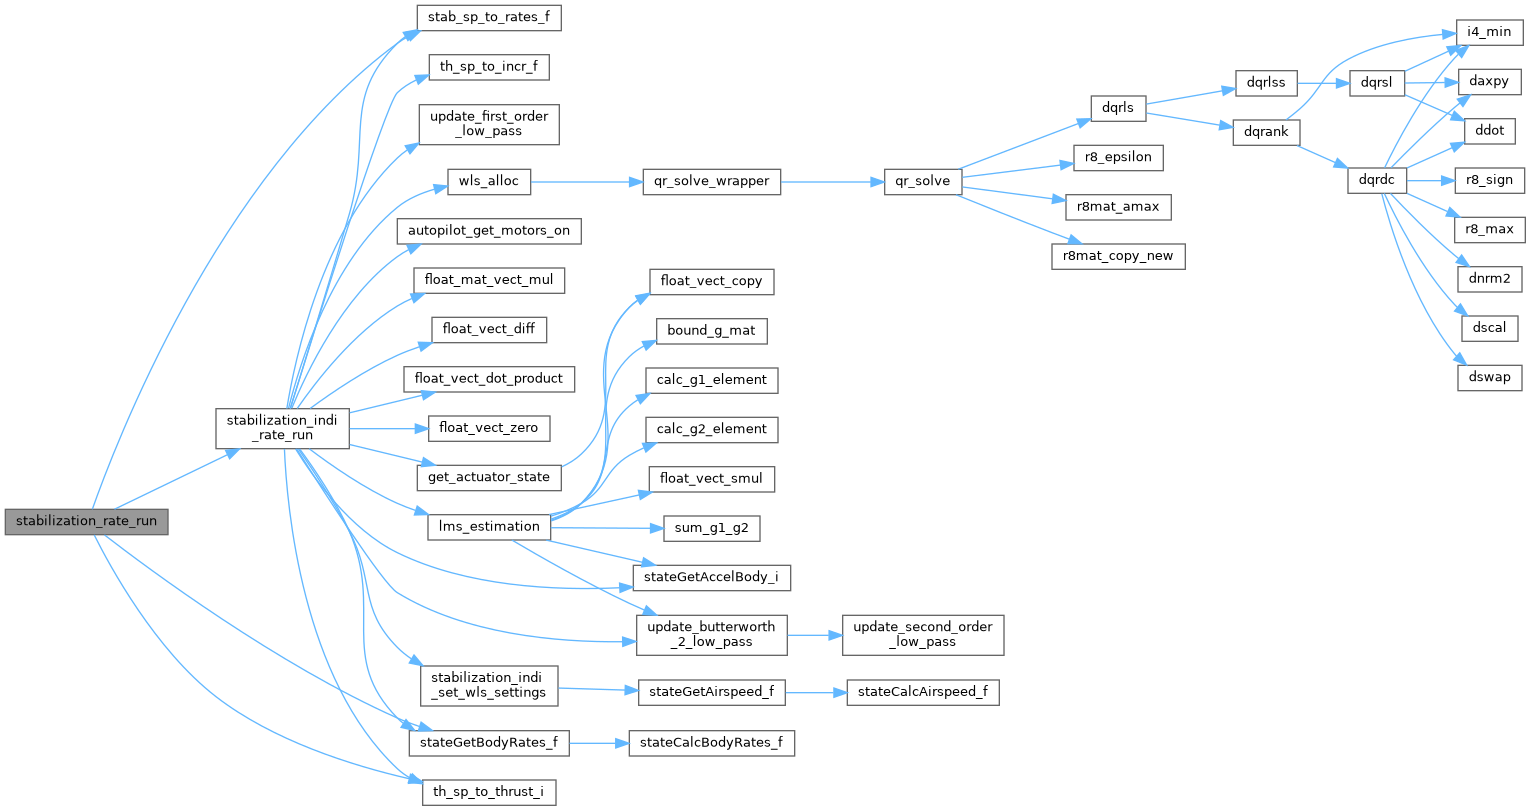 stabilization_rate_run
stabilization_indi
_rate_run
stab_sp_to_rates_f
th_sp_to_incr_f
update_first_order
_low_pass
wls_alloc
autopilot_get_motors_on
float_mat_vect_mul
float_vect_diff
float_vect_dot_product
float_vect_zero
get_actuator_state
lms_estimation
stabilization_indi
_set_wls_settings
stateGetBodyRates_f
th_sp_to_thrust_i
qr_solve_wrapper
float_vect_copy
bound_g_mat
calc_g1_element
calc_g2_element
float_vect_smul
sum_g1_g2
stateGetAccelBody_i
update_butterworth
_2_low_pass
stateGetAirspeed_f
stateCalcBodyRates_f
qr_solve
update_second_order
_low_pass
stateCalcAirspeed_f
dqrls
r8_epsilon
r8mat_amax
r8mat_copy_new
dqrlss
dqrank
dqrsl
dqrdc
i4_min
daxpy
ddot
r8_sign
r8_max
dnrm2
dscal
dswap